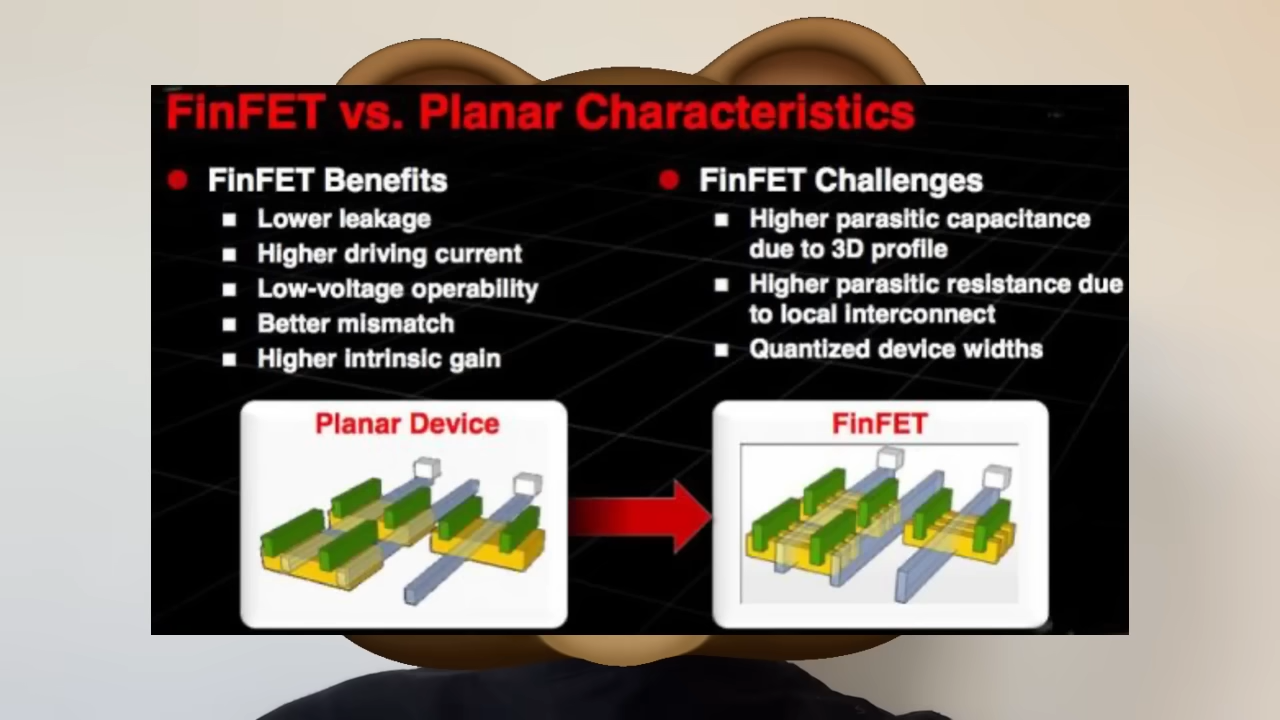 FinFET vs. Planar Characteristics
FinFET Benefits
Lower leakage
Higher driving current
Low-voltage operability
Better mismatch
Higher intrinsic gain
FinFET Challenges
Higher parasitic capacitance
due to 3D profile
Higher parasitic resistance due
to local interconnect
Quantized device widths
Planar Device
FinFET